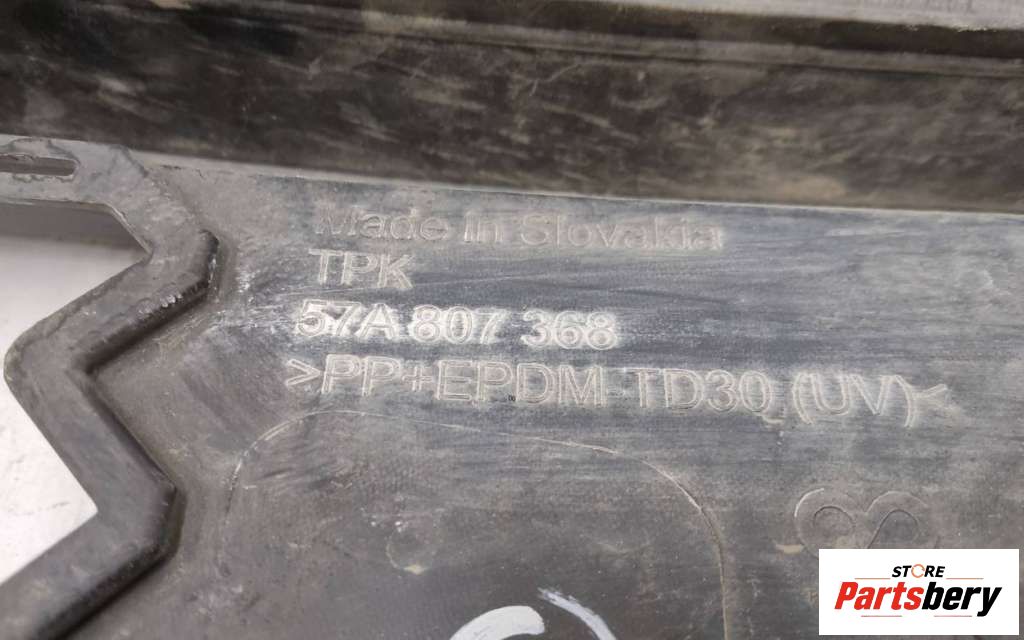 Made in Slovakia
TPK
57A 807 368
>PP+EPDM-TD30 (UV)<
STORE
Partsbery